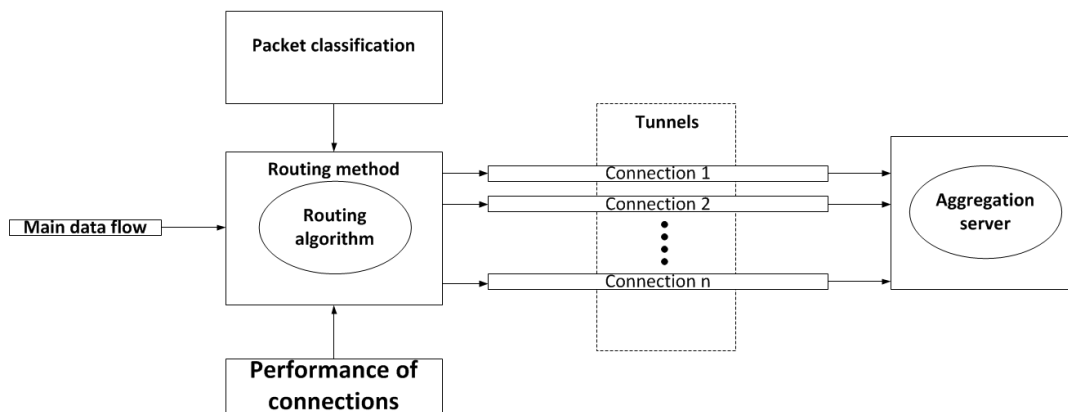 Packet classification
Tunnels
Routing method
Routing
algorithm
Main data flow
Connection 1
Connection 2
Connection n
Aggregation
server
Performance of
connections